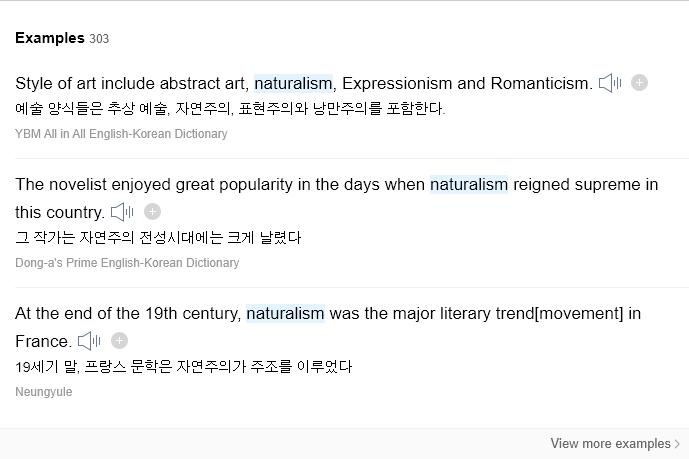 Examples 303
Style of art include abstract art, naturalism, Expressionism and Romanticism.
예술 양식들은 추상 예술, 자연주의, 표현주의와 낭만주의를 포함한다.
YBM All in All English-Korean Dictionary
The novelist enjoyed great popularity in the days when naturalism reigned supreme in
this country.
그 작가는 자연주의 전성시대에는 크게 날렸다
Dong-a's Prime English-Korean Dictionary
At the end of the 19th century, naturalism was the major literary trend[movement] in
France.
19세기 말, 프랑스 문학은 자연주의가 주조를 이루었다
Neungyule
View more examples